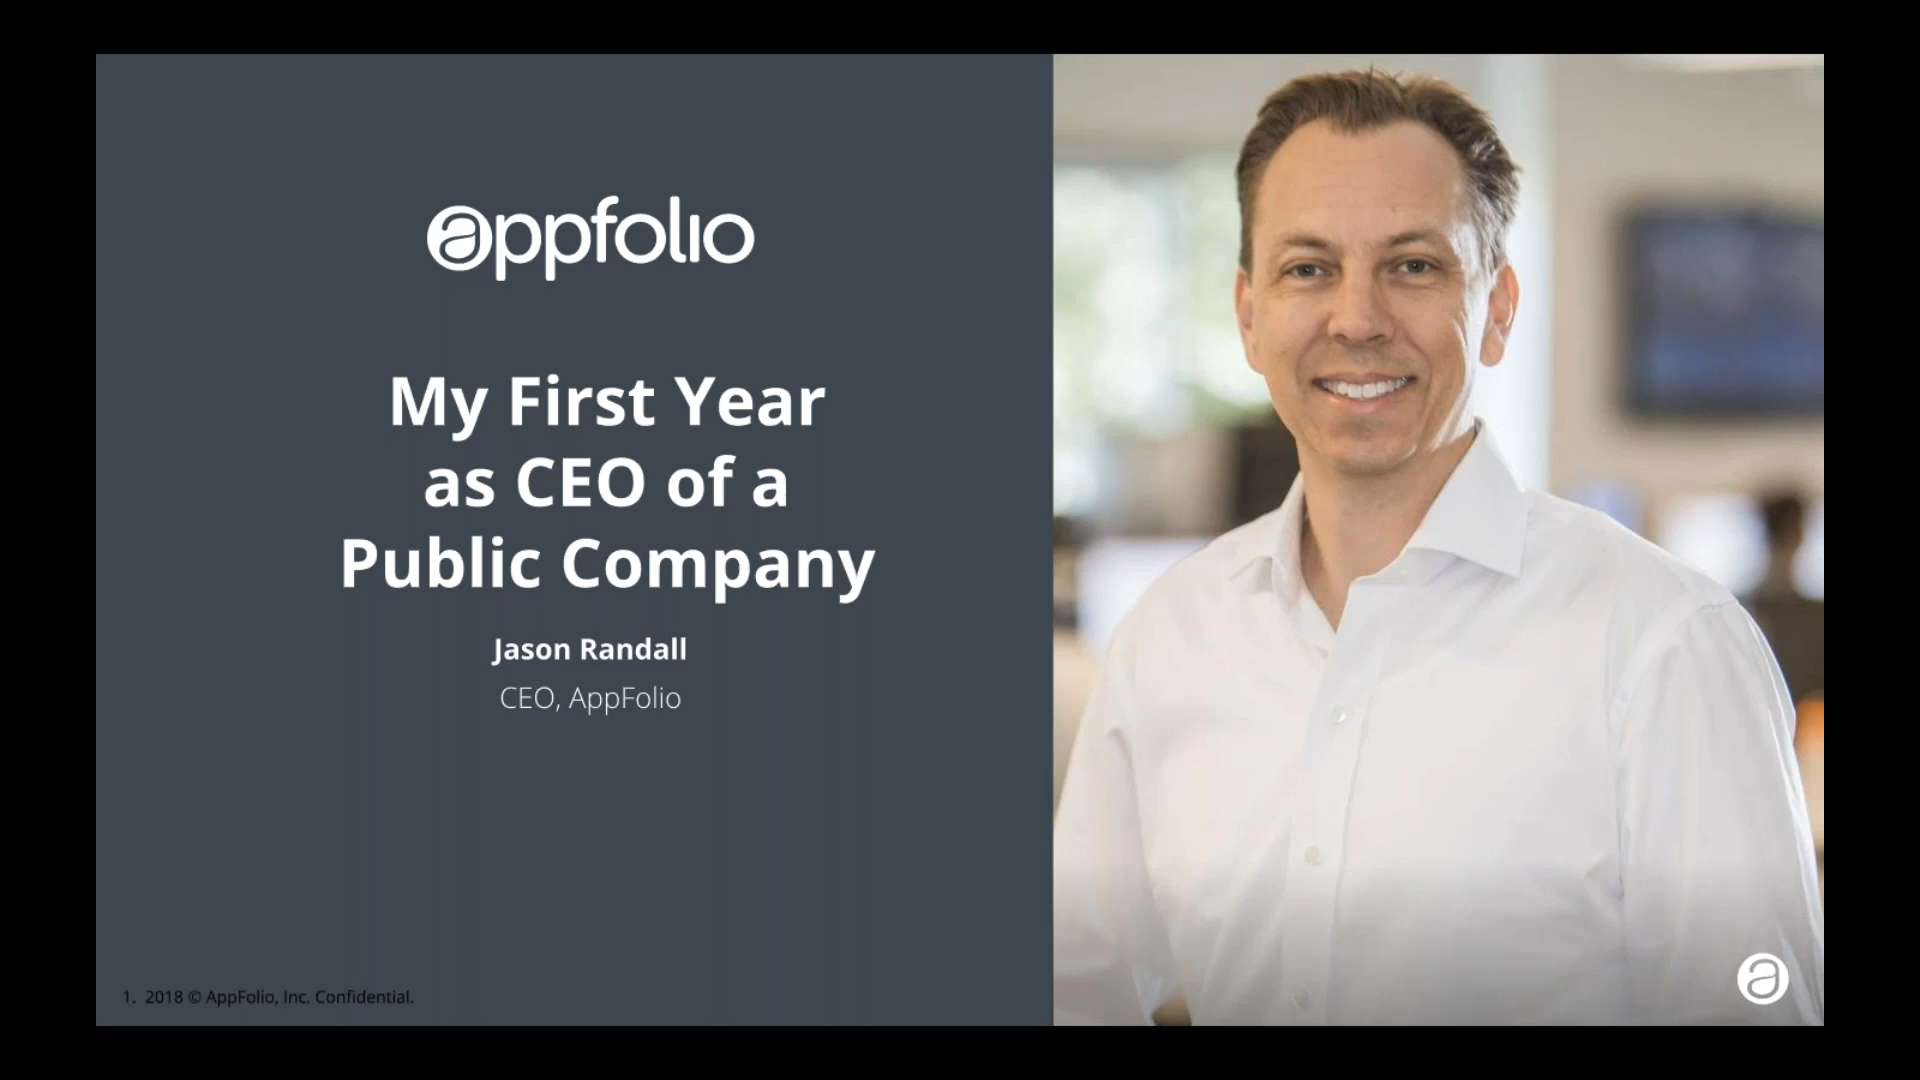 appfolio
My First Year
as CEO of a
Public Company
Jason Randall
CEO, AppFolio
1. 2018 © AppFolio, Inc. Confidential.
a